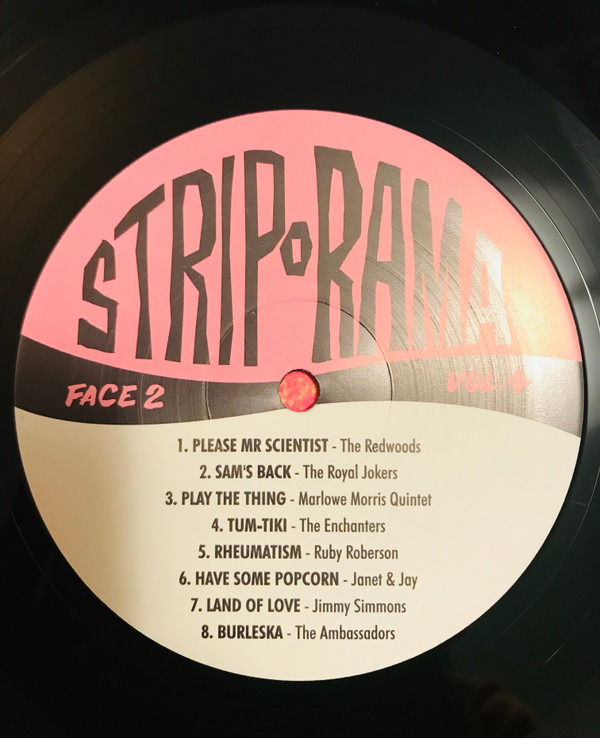 STRIP·O·RAMA
FACE 2
VOL. 4
1. PLEASE MR SCIENTIST - The Redwoods
2. SAM'S BACK - The Royal Jokers
3. PLAY THE THING - Marlowe Morris Quintet
4. TUM-TIKI - The Enchanters
5. RHEUMATISM - Ruby Roberson
6. HAVE SOME POPCORN - Janet & Jay
7. LAND OF LOVE - Jimmy Simmons
8. BURLESKA - The Ambassadors